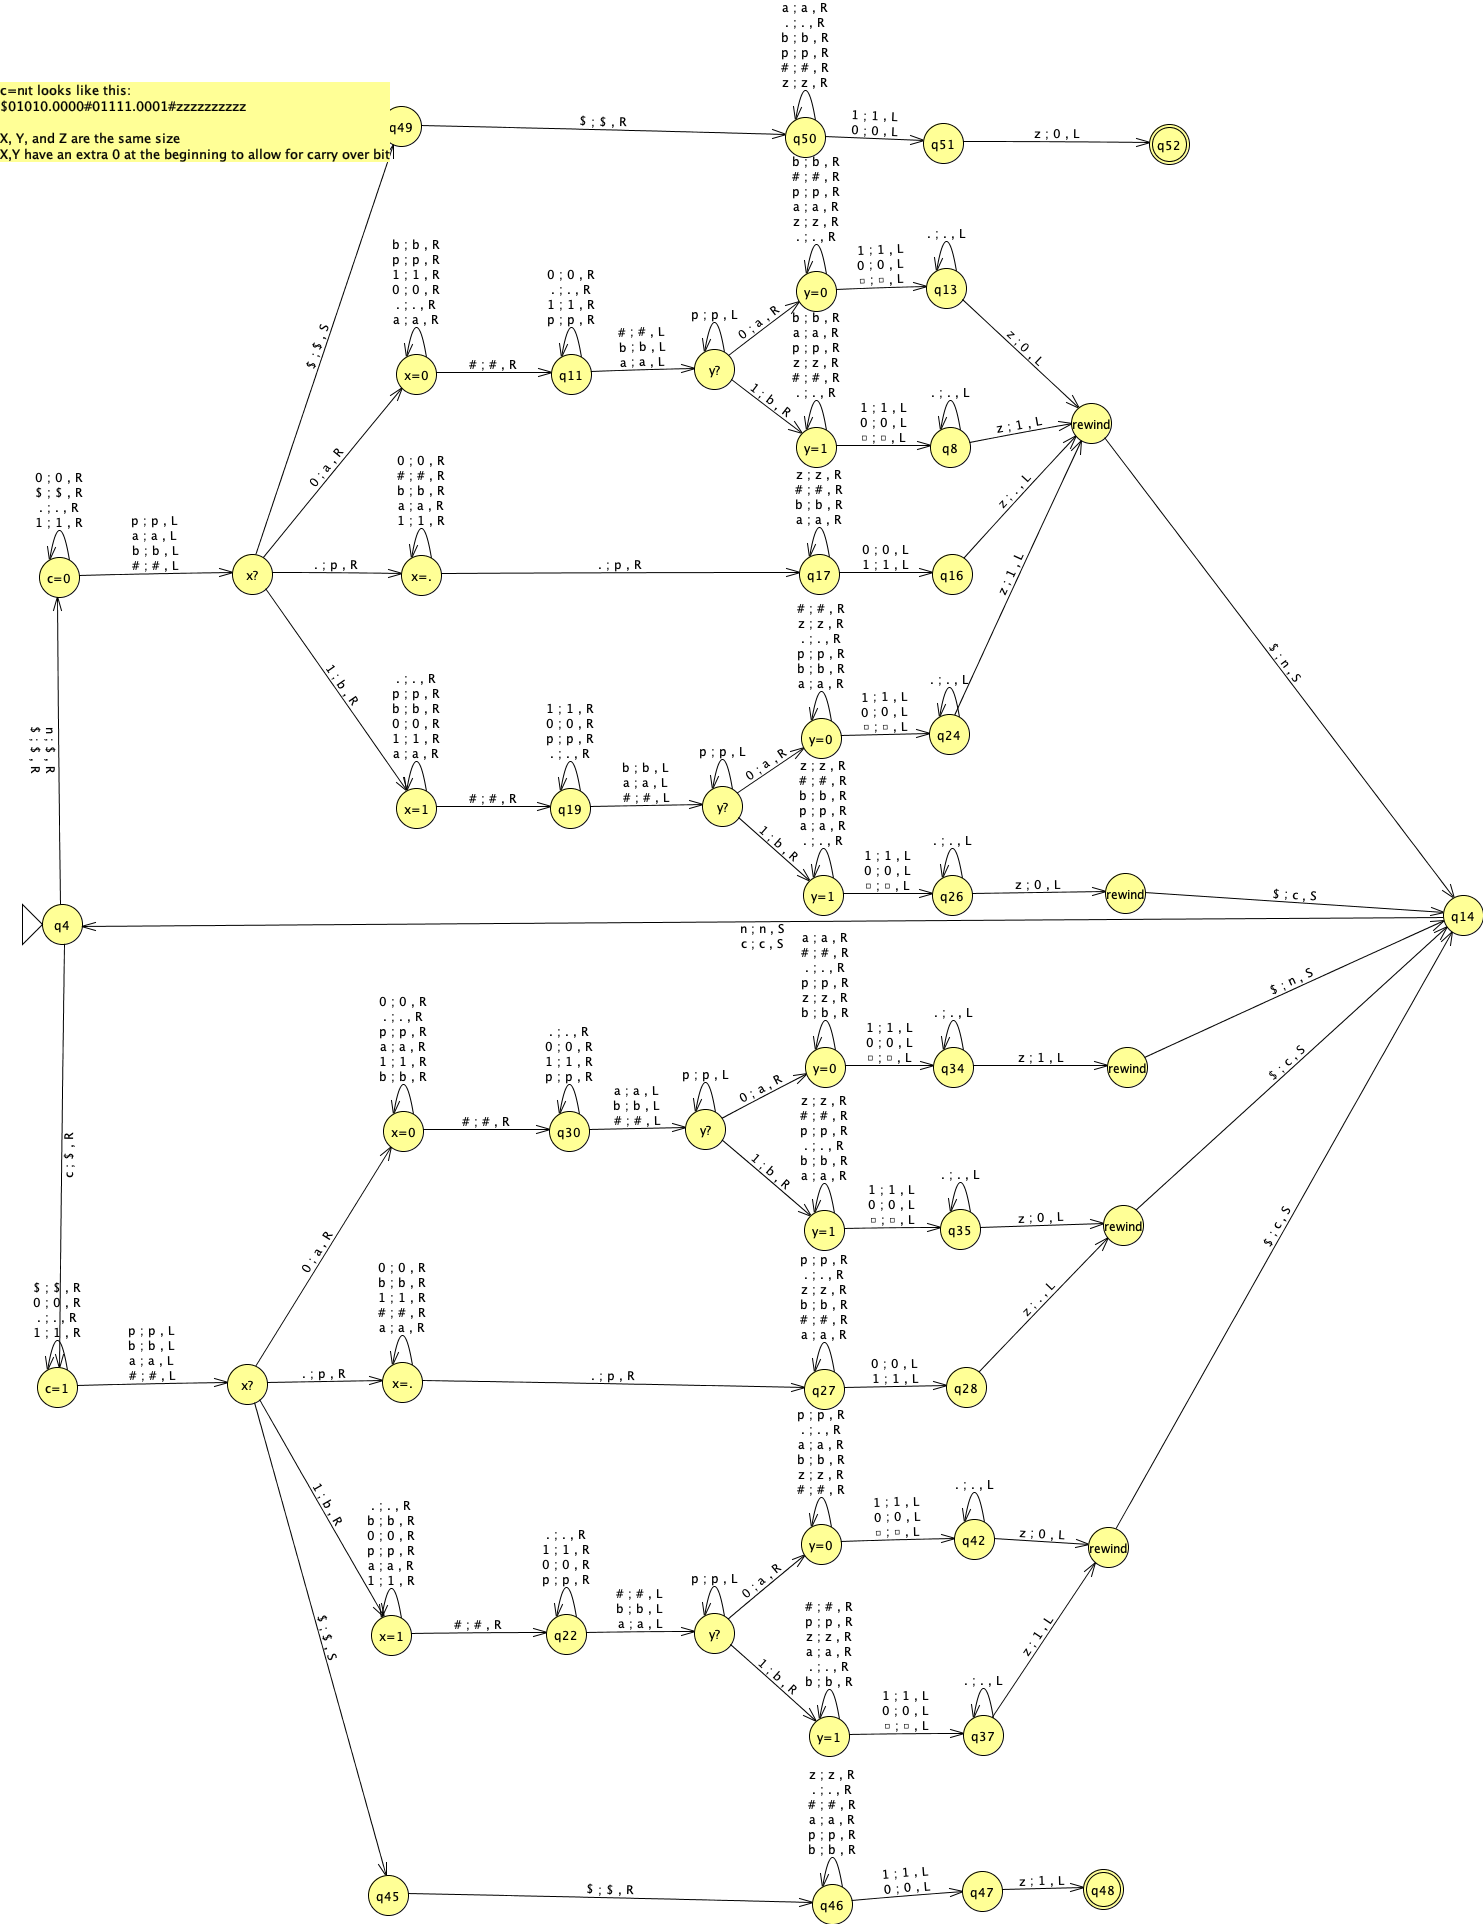 a ; a , R
. ; . , R
b ; b , R
p ; p , R
# ; # , R
z ; z , R
c=nıt looks like this:
$01010.0000#01111.0001#zzzzzzzzzz
X, Y, and Z are the same size
X,Y have an extra 0 at the beginning to allow for carry over bit
q49
$ ; $ , R
q50
1 ; 1 , L
0 ; 0 , L
q51
z ; 0 , L
q52
b ; b , R
# ; # , R
p ; p , R
a ; a , R
z ; z , R
. ; . , R
$ ; $ , S
b ; b , R
p ; p , R
1 ; 1 , R
0 ; 0 , R
. ; . , R
a ; a , R
x=0
# ; # , R
0 ; 0 , R
. ; . , R
1 ; 1 , R
p ; p , R
q11
# ; # , L
b ; b , L
a ; a , L
p ; p , L
y?
0 ; a , R
y=0
1 ; 1 , L
0 ; 0 , L
□ ; □ , L
. ; . , L
q13
z ; 0 , L
1 ; b , R
b ; b , R
a ; a , R
p ; p , R
z ; z , R
# ; # , R
. ; . , R
y=1
1 ; 1 , L
0 ; 0 , L
□ ; □ , L
. ; . , L
q8
z ; 1 , L
rewind
0 ; 0 , R
$ ; $ , R
. ; . , R
1 ; 1 , R
c=0
p ; p , L
a ; a , L
b ; b , L
# ; # , L
x?
0 ; a , R
. ; p , R
0 ; 0 , R
# ; # , R
b ; b , R
a ; a , R
1 ; 1 , R
x=.
. ; p , R
z ; z , R
# ; # , R
b ; b , R
a ; a , R
q17
0 ; 0 , L
1 ; 1 , L
q16
z ; . , L
z ; 1 , L
$ ; n , S
1 ; b , R
. ; . , R
p ; p , R
b ; b , R
0 ; 0 , R
1 ; 1 , R
a ; a , R
x=1
# ; # , R
1 ; 1 , R
0 ; 0 , R
p ; p , R
. ; . , R
q19
b ; b , L
a ; a , L
# ; # , L
p ; p , L
y?
0 ; a , R
# ; # , R
z ; z , R
. ; . , R
p ; p , R
b ; b , R
a ; a , R
y=0
1 ; 1 , L
0 ; 0 , L
□ ; □ , L
. ; . , L
q24
1 ; b , R
z ; z , R
# ; # , R
b ; b , R
p ; p , R
a ; a , R
. ; . , R
y=1
1 ; 1 , L
0 ; 0 , L
□ ; □ , L
. ; . , L
q26
z ; 0 , L
rewind
$ ; c , S
q14
n ; $ , R
$ ; $ , R
q4
n ; n , S
c ; c , S
c ; $ , R
0 ; 0 , R
. ; . , R
p ; p , R
a ; a , R
1 ; 1 , R
b ; b , R
x=0
# ; # , R
. ; . , R
0 ; 0 , R
1 ; 1 , R
p ; p , R
q30
a ; a , L
b ; b , L
# ; # , L
p ; p , L
y?
0 ; a , R
a ; a , R
# ; # , R
. ; . , R
p ; p , R
z ; z , R
b ; b , R
y=0
1 ; 1 , L
0 ; 0 , L
□ ; □ , L
. ; . , L
q34
z ; 1 , L
rewind
$ ; n , S
1 ; b , R
z ; z , R
# ; # , R
p ; p , R
. ; . , R
b ; b , R
a ; a , R
y=1
1 ; 1 , L
0 ; 0 , L
□ ; □ , L
. ; . , L
q35
z ; 0 , L
rewind
$ ; c , S
$ ; $ , R
0 ; 0 , R
. ; . , R
1 ; 1 , R
c=1
p ; p , L
b ; b , L
a ; a , L
# ; # , L
x?
0 ; a , R
. ; p , R
0 ; 0 , R
b ; b , R
1 ; 1 , R
# ; # , R
a ; a , R
x=.
. ; p , R
p ; p , R
. ; . , R
z ; z , R
b ; b , R
# ; # , R
a ; a , R
q27
0 ; 0 , L
1 ; 1 , L
q28
z ; . , L
$ ; c , S
1 ; b , R
. ; . , R
b ; b , R
0 ; 0 , R
p ; p , R
a ; a , R
1 ; 1 , R
x=1
# ; # , R
. ; . , R
1 ; 1 , R
0 ; 0 , R
p ; p , R
q22
# ; # , L
b ; b , L
a ; a , L
p ; p , L
y?
0 ; a , R
p ; p , R
. ; . , R
a ; a , R
b ; b , R
z ; z , R
# ; # , R
y=0
1 ; 1 , L
0 ; 0 , L
□ ; □ , L
. ; . , L
q42
z ; 0 , L
rewind
1 ; b , R
# ; # , R
p ; p , R
z ; z , R
a ; a , R
. ; . , R
b ; b , R
y=1
1 ; 1 , L
0 ; 0 , L
□ ; □ , L
. ; . , L
q37
z ; 1 , L
$ ; $ , S
q45
$ ; $ , R
z ; z , R
. ; . , R
# ; # , R
a ; a , R
p ; p , R
b ; b , R
q46
1 ; 1 , L
0 ; 0 , L
q47
z ; 1 , L
q48